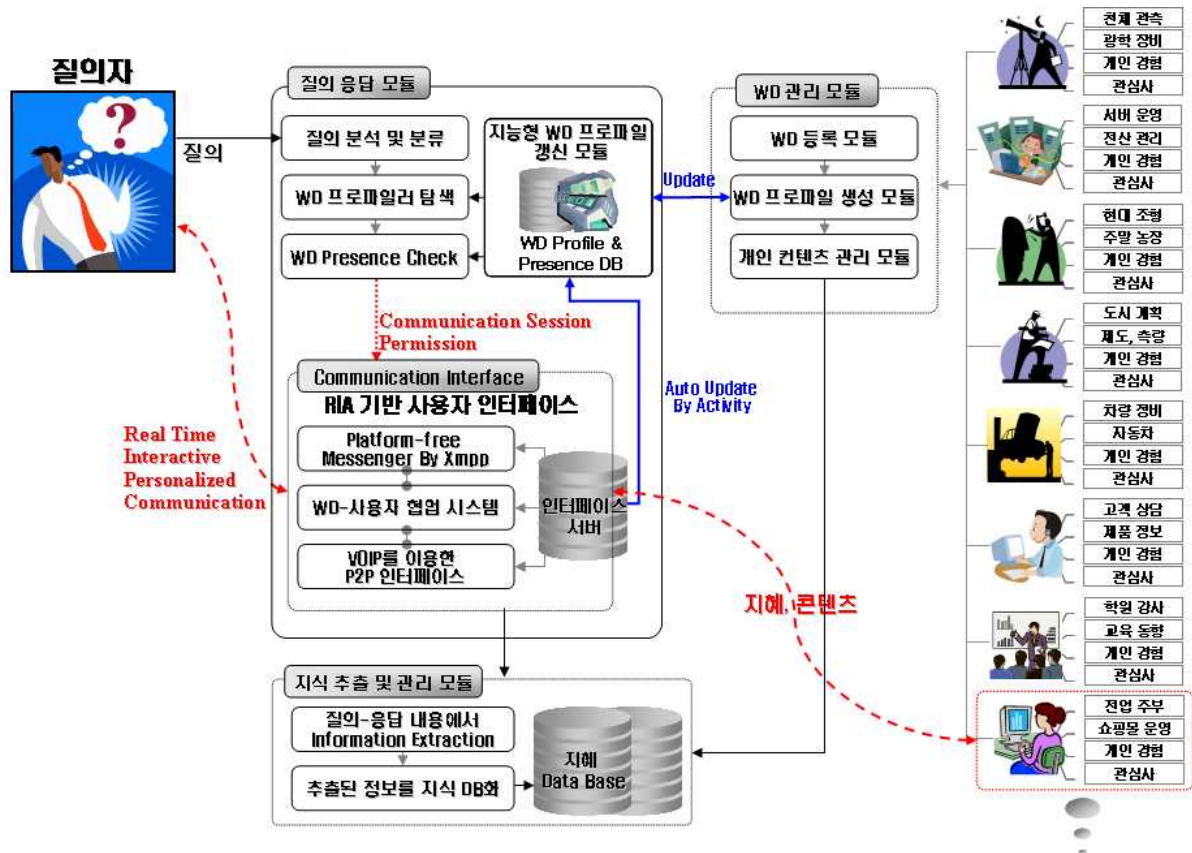 질의자
?
질의
질의 응답 모듈
질의 분석 및 분류
WD 프로파일러 탐색
WD Presence Check
지능형 WD 프로파일
갱신 모듈
WD Profile &
Presence DB
Update
WD 관리 모듈
WD 등록 모듈
WD 프로파일 생성 모듈
개인 컨텐츠 관리 모듈
Communication Session
Permission
Communication Interface
RIA 기반 사용자 인터페이스
Platform-free
Messenger By Xmpp
WD-사용자 협업 시스템
VOIP를 이용한
P2P 인터페이스
인터페이스
서버
Auto Update
By Activity
Real Time
Interactive
Personalized
Communication
지혜, 콘텐츠
지식 추출 및 관리 모듈
질의-응답 내용에서
Information Extraction
추출된 정보를 지식 DB화
지혜
Data Base
천체 관측
광학 장비
개인 경험
관심사
서버 운영
전산 관리
개인 경험
관심사
현대 조형
주말 농장
개인 경험
관심사
도시 계획
제도, 측량
개인 경험
관심사
차량 정비
자동차
개인 경험
관심사
고객 상담
제품 정보
개인 경험
관심사
학원 강사
교육 동향
개인 경험
관심사
전업 주부
쇼핑몰 운영
개인 경험
관심사